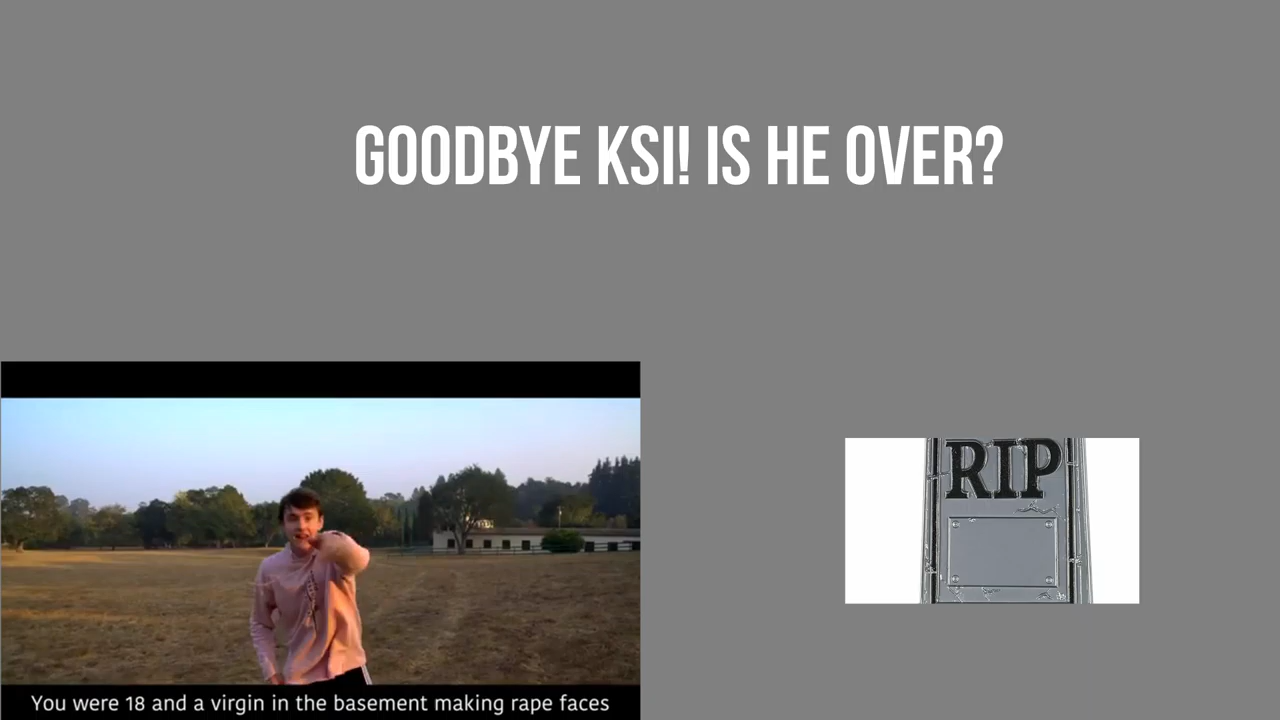 GOODBYE KSI! IS HE OVER?
RIP
You were 18 and a virgin in the basement making rape faces